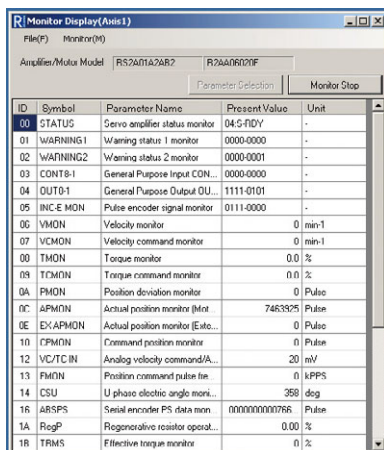 R Monitor Display(Axis1)
File(F) Monitor(M)
Amplifier/Motor Model RS2A01A2AB2 R2AA06020F
Parameter Selection Monitor Stop
ID Symbol Parameter Name Present Value Unit
00 STATUS Servo amplifier status monitor 04:S-RDY -
01 WARNING1 Warning status 1 monitor 0000-0000 -
02 WARNING2 Warning status 2 monitor 0000-0001 -
03 CONT8-1 General Purpose Input CON... 0000-0000 -
04 OUT8-1 General Purpose Output OU... 1111-0101 -
05 INC-E MON Pulse encoder signal monitor 0111-0000 -
06 VMON Velocity monitor 0 min-1
07 VCMON Velocity command monitor 0 min-1
08 TMON Torque monitor 0.0 %
09 TCMON Torque command monitor 0.0 %
0A PMON Position deviation monitor 0 Pulse
0C APMON Actual position monitor (Mot... 7463925 Pulse
0E EX APMON Actual position monitor (Exte... 0 Pulse
10 CPMON Command position monitor 0 Pulse
12 VC/TC IN Analog velocity command/A... 20 mV
13 FMON Position command pulse fre... 0 kPPS
14 CSU U phase electric angle moni... 358 deg
16 ABSPS Serial encoder PS data mon... 0000000000766... Pulse
1A RegP Regenerative resistor operat... 0.00 %
1B TRMS Effective torque monitor 0 %